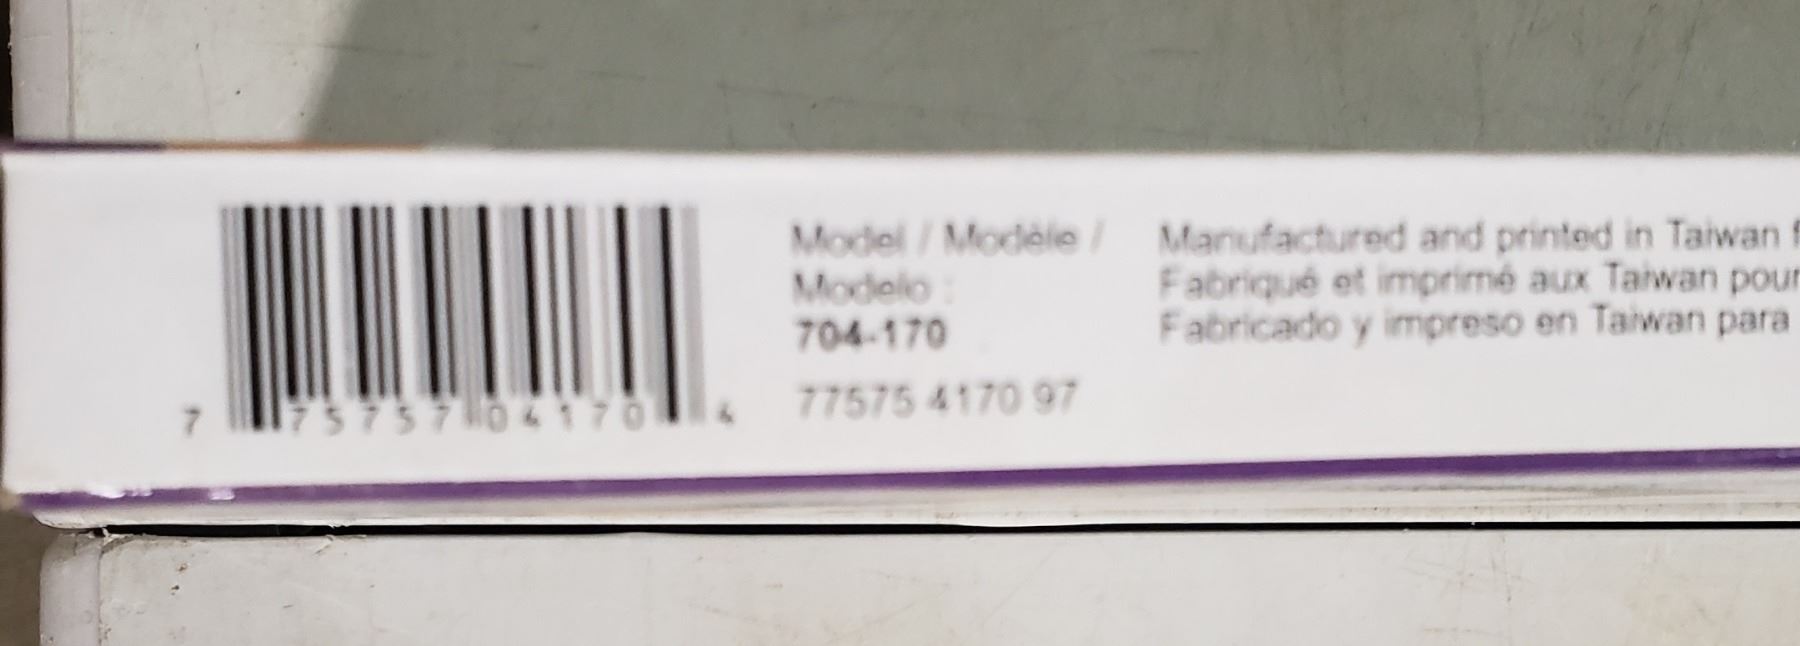 Model / Modèle /
Modelo :
704-170
77575 4170 97
Manufactured and printed in Taiwan f
Fabriqué et imprimé aux Taiwan pour
Fabricado y impreso en Taiwan para
7 75757 04170 4